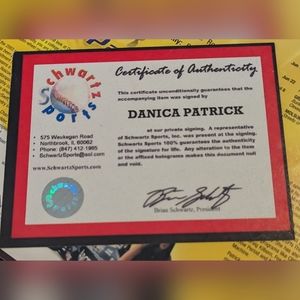 Schwartz
Sports
Certificate of Authenticity
This certificate unconditionally guarantees that the
accompanying item was signed by
DANICA PATRICK
at our private signing. A representative
of Schwartz Sports, Inc. was present at the signing.
Schwartz Sports 100% guarantees the authenticity
of the signature for life. Any alteration to the item
or the affixed holograms makes this document null
and void.
• 575 Waukegan Road
Northbrook, IL 60062
• Phone: (847) 412-1995
• SchwartzSports@aol.com
www.SchwartzSports.com
Brian Schwartz, President